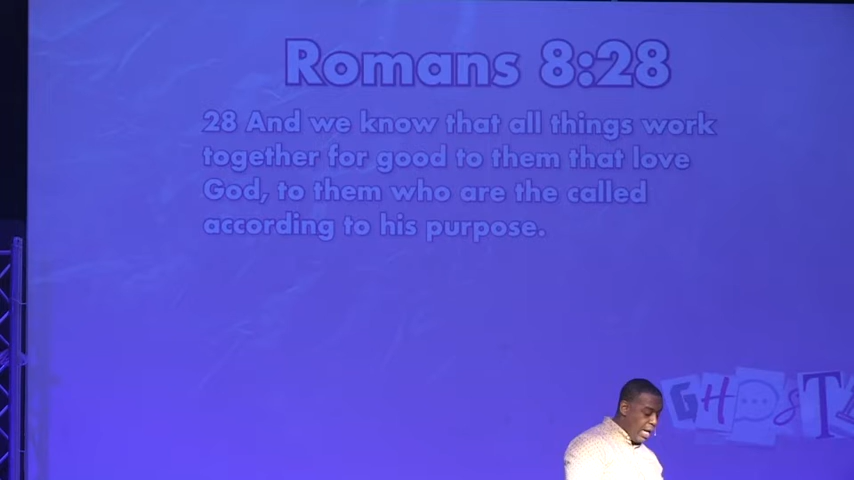 Romans 8:28
28 And we know that all things work
together for good to them that love
God, to them who are the called
according to his purpose.